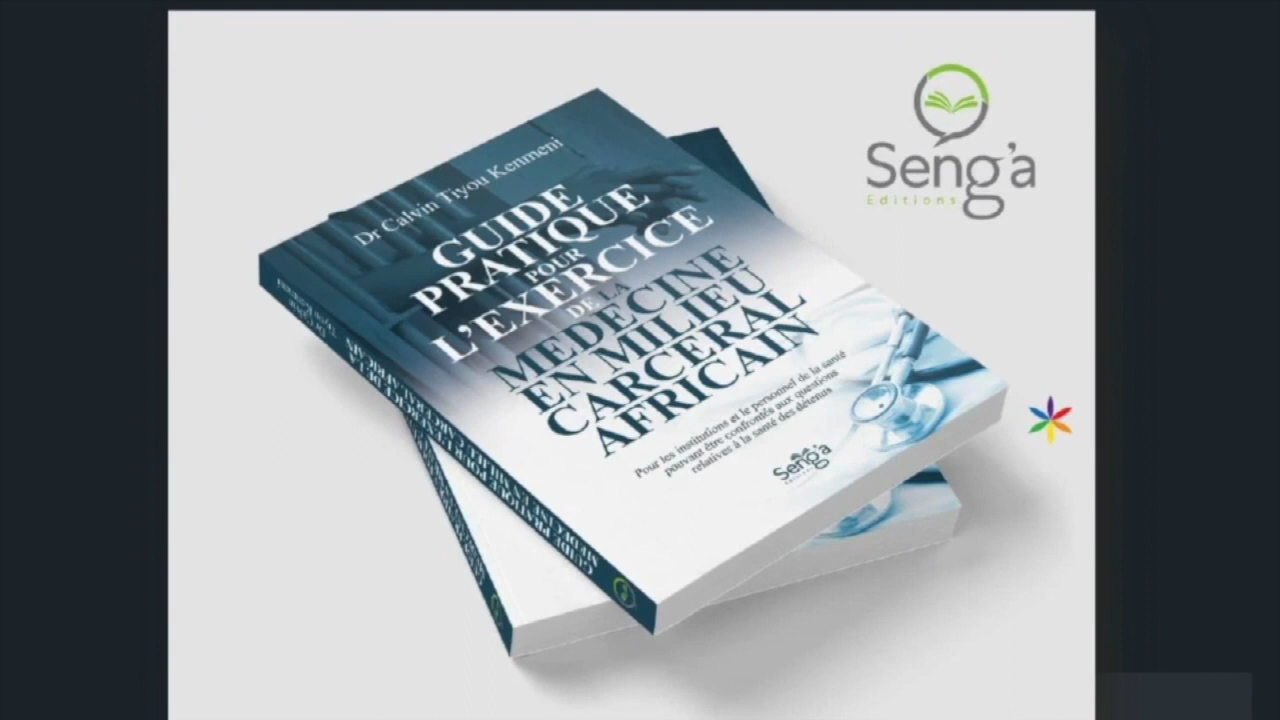 Seng'a
Editions
Dr Calvin Tiyou Kenmeni
GUIDE
PRATIQUE
POUR
L'EXERCICE
DE LA
MEDECINE
EN MILIEU
CARCERAL
AFRICAIN
Pour les institutions et le personnel de la santé
pouvant être confrontés aux questions
relatives à la santé des détenus
Seng'a